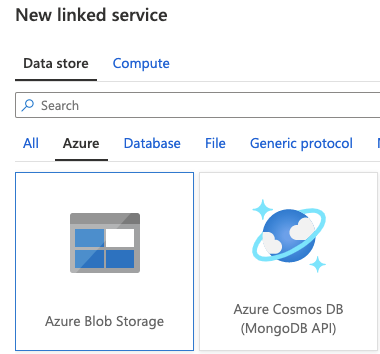 New linked service
Data store Compute
Search
All Azure Database File Generic protocol
Azure Blob Storage
Azure Cosmos DB
(MongoDB API)